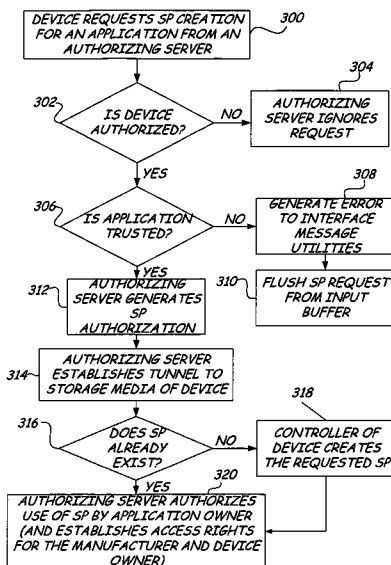 DEVICE REQUESTS SP CREATION
FOR AN APPLICATION FROM AN
AUTHORIZING SERVER
300
302
IS DEVICE
AUTHORIZED?
NO
304
AUTHORIZING
SERVER IGNORES
REQUEST
YES
306
IS APPLICATION
TRUSTED?
NO
308
GENERATE ERROR
TO INTERFACE
MESSAGE
UTILITIES
310
FLUSH SP REQUEST
FROM INPUT
BUFFER
YES
312
AUTHORIZING
SERVER GENERATES
SP
AUTHORIZATION
314
AUTHORIZING SERVER
ESTABLISHES TUNNEL TO
STORAGE MEDIA OF DEVICE
316
DOES SP
ALREADY
EXIST?
NO
318
CONTROLLER
OF DEVICE CREATES
THE REQUESTED SP
YES
320
AUTHORIZING SERVER AUTHORIZES
USE OF SP BY APPLICATION OWNER
(AND ESTABLISHES ACCESS RIGHTS
FOR THE MANUFACTURER AND DEVICE
OWNER)